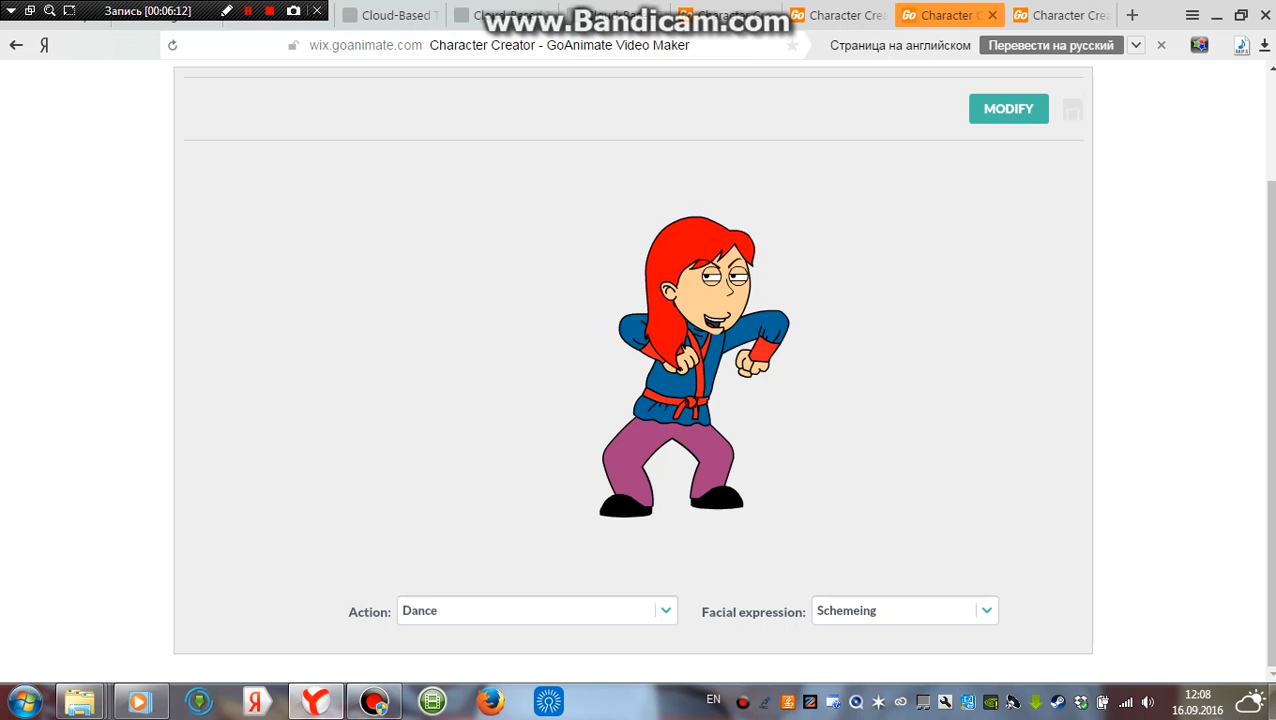 Запись [00:06:12]
Cloud-Based T
www.Bandicam.com
Character Crea
Character C
Character Crea
Я
wix.goanimate.com Character Creator - GoAnimate Video Maker
Страница на английском
Перевести на русский
MODIFY
Action:
Dance
Facial expression:
Schemeing
EN
12:08
16.09.2016